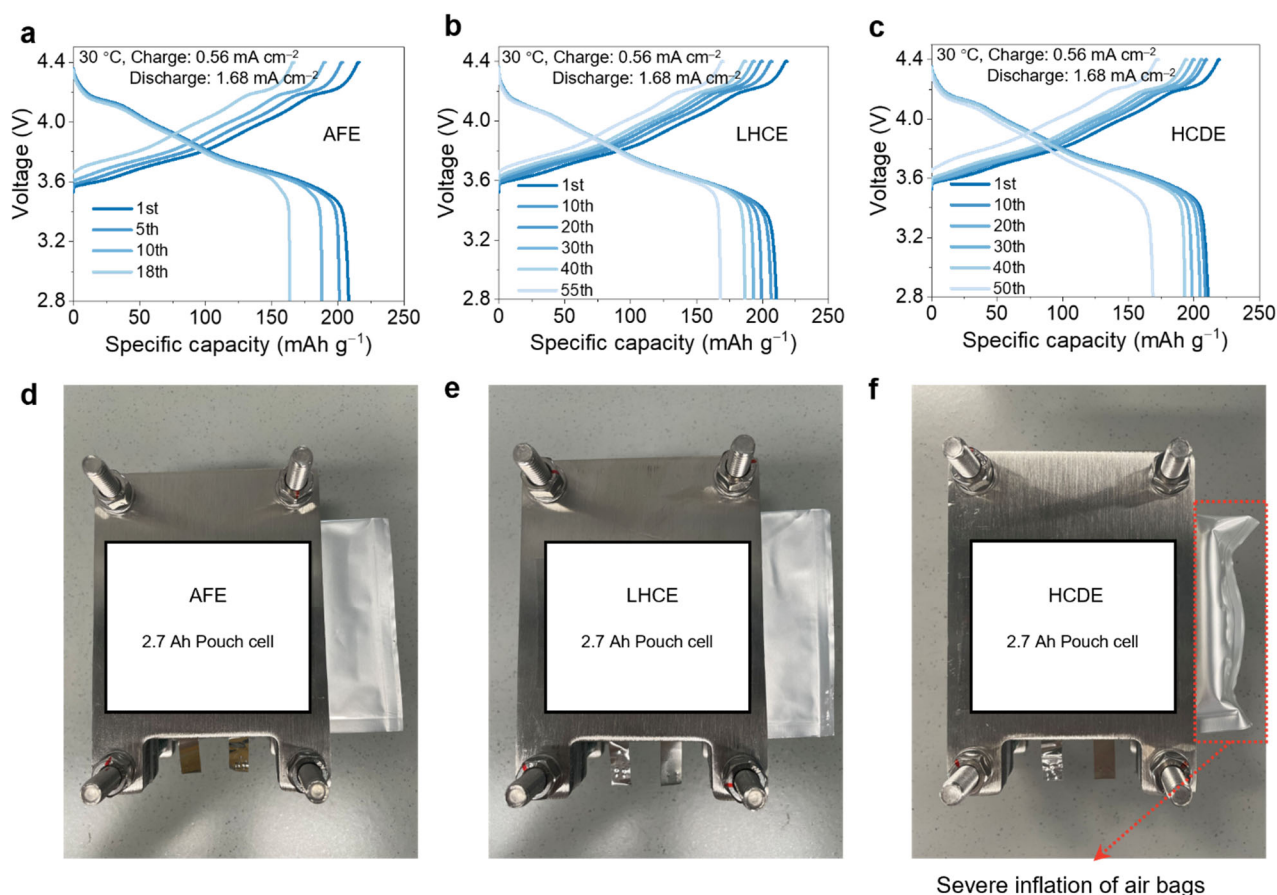 a
30 °C, Charge: 0.56 mA cm⁻²
Discharge: 1.68 mA cm⁻²
4.4
4.0
3.6
3.2
2.8
Voltage (V)
AFE
1st
5th
10th
18th
0 50 100 150 200 250
Specific capacity (mAh g⁻¹)
b
30 °C, Charge: 0.56 mA cm⁻²
Discharge: 1.68 mA cm⁻²
4.4
4.0
3.6
3.2
2.8
Voltage (V)
LHCE
1st
10th
20th
30th
40th
55th
0 50 100 150 200 250
Specific capacity (mAh g⁻¹)
c
30 °C, Charge: 0.56 mA cm⁻²
Discharge: 1.68 mA cm⁻²
4.4
4.0
3.6
3.2
2.8
Voltage (V)
HCDE
1st
10th
20th
30th
40th
50th
0 50 100 150 200 250
Specific capacity (mAh g⁻¹)
d
AFE
2.7 Ah Pouch cell
e
LHCE
2.7 Ah Pouch cell
f
HCDE
2.7 Ah Pouch cell
Severe inflation of air bags